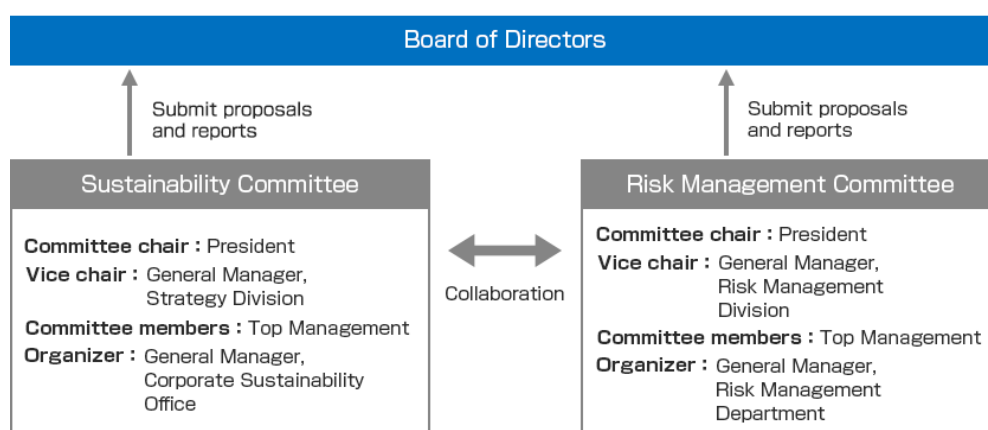 Board of Directors
Submit proposals
and reports
Submit proposals
and reports
Sustainability Committee
Committee chair : President
Vice chair : General Manager,
Strategy Division
Committee members : Top Management
Organizer : General Manager,
Corporate Sustainability
Office
Collaboration
Risk Management Committee
Committee chair : President
Vice chair : General Manager,
Risk Management
Division
Committee members : Top Management
Organizer : General Manager,
Risk Management
Department